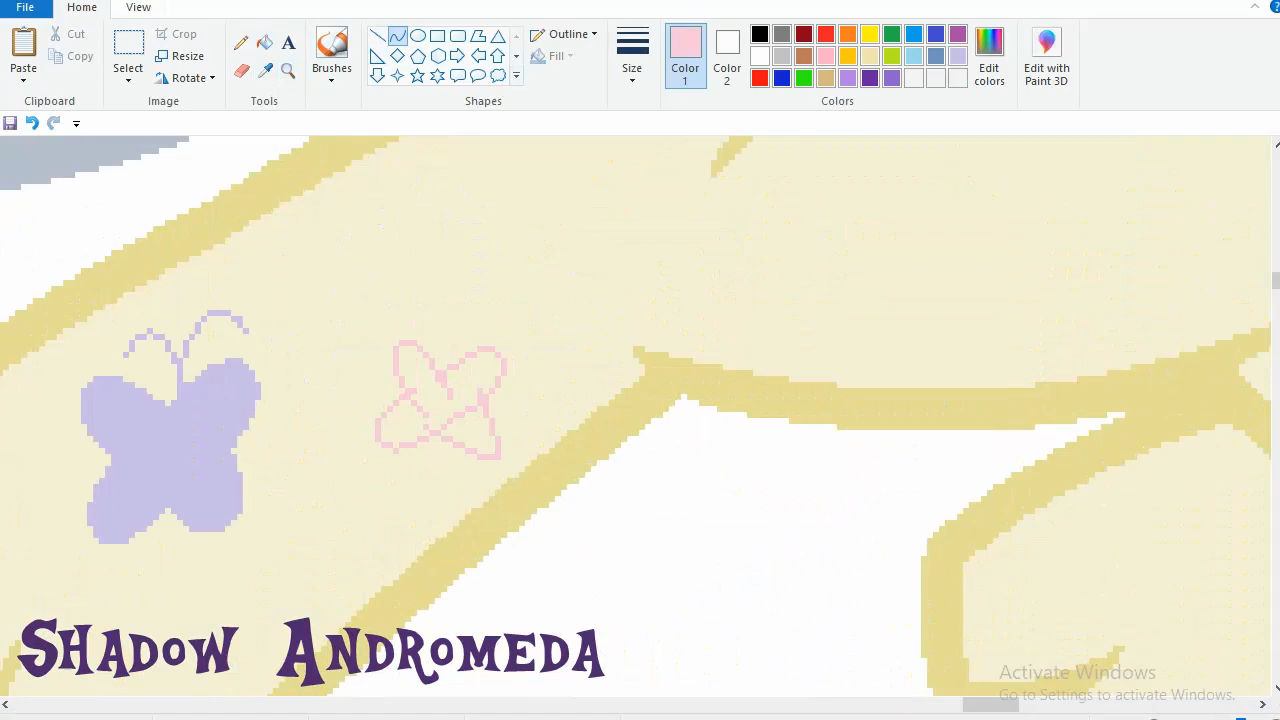 File Home View
Paste Cut Copy
Clipboard
Select Crop Resize Rotate
Image
A
Tools
Brushes
Outline Fill
Shapes
Size
Color 1
Color 2
Edit colors
Edit with Paint 3D
Colors
Shadow Andromeda
Activate Windows
Go to Settings to activate Windows.